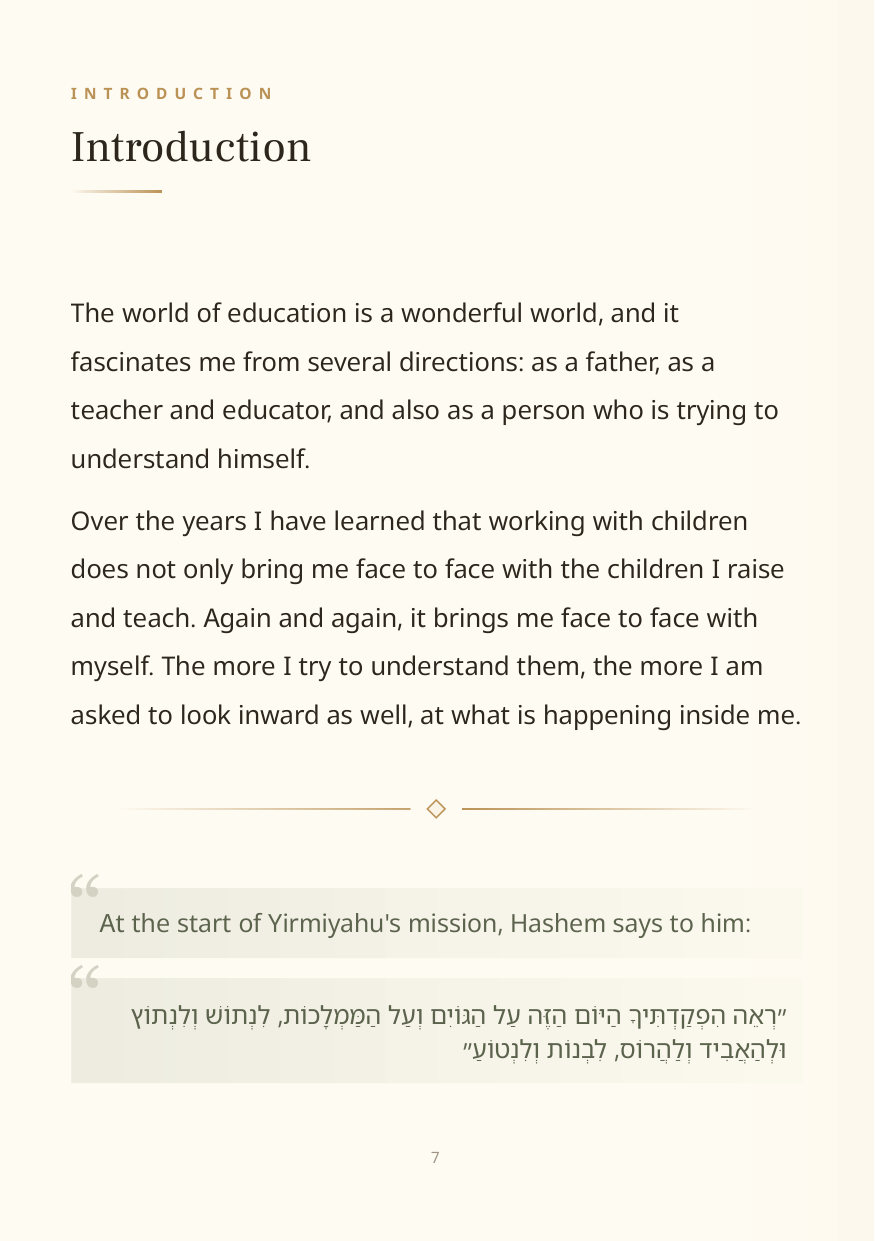 INTRODUCTION
Introduction
The world of education is a wonderful world, and it
fascinates me from several directions: as a father, as a
teacher and educator, and also as a person who is trying to
understand himself.
Over the years I have learned that working with children
does not only bring me face to face with the children I raise
and teach. Again and again, it brings me face to face with
myself. The more I try to understand them, the more I am
asked to look inward as well, at what is happening inside me.
“
At the start of Yirmiyahu's mission, Hashem says to him:
“
״רְאֵה הִפְקַדְתִּיךָ הַיּוֹם הַזֶּה עַל הַגּוֹיִם וְעַל הַמַּמְלָכוֹת, לִנְתוֹשׁ וְלִנְתוֹץ
וּלְהַאֲבִיד וְלַהֲרוֹס, לִבְנוֹת וְלִנְטוֹעַ״
7